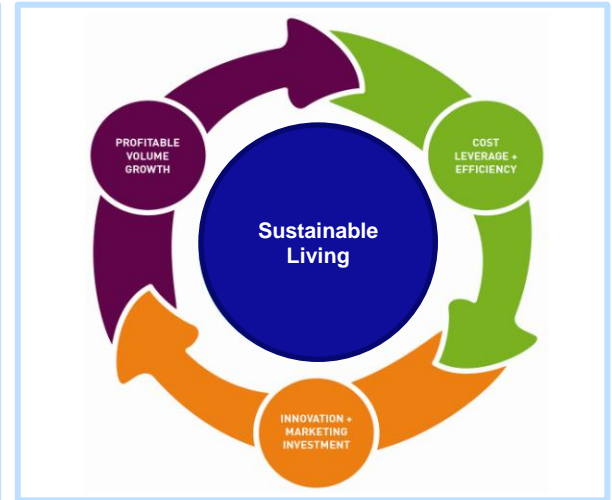 PROFITABLE
VOLUME
GROWTH
COST
LEVERAGE +
EFFICIENCY
Sustainable
Living
INNOVATION +
MARKETING
INVESTMENT